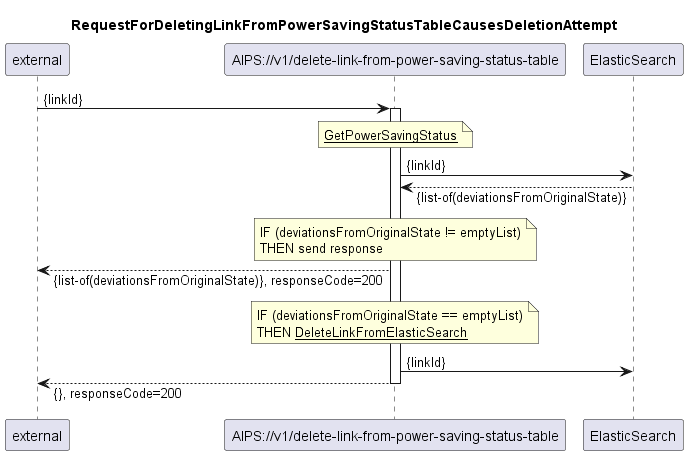 RequestForDeletingLinkFromPowerSavingStatusTableCausesDeletionAttempt
external
AIPS://v1/delete-link-from-power-saving-status-table
ElasticSearch
{linkId}
GetPowerSavingStatus
{linkId}
{list-of(deviationsFromOriginalState)}
IF (deviationsFromOriginalState != emptyList)
THEN send response
{list-of(deviationsFromOriginalState)}, responseCode=200
IF (deviationsFromOriginalState == emptyList)
THEN DeleteLinkFromElasticSearch
{linkId}
{}, responseCode=200
external
AIPS://v1/delete-link-from-power-saving-status-table
ElasticSearch